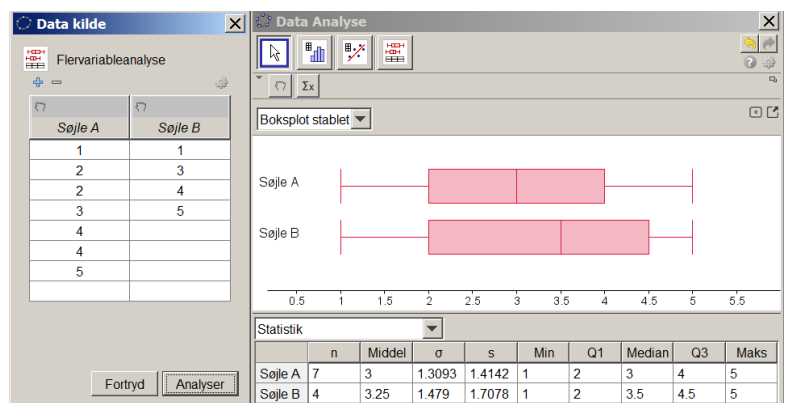 Data kilde
Flervariableanalyse
Søjle A Søjle B
1 1
2 3
2 4
3 5
4
4
5
Fortryd Analyser
Data Analyse
Σx
Boksplot stablet
Søjle A
Søjle B
0.5 1 1.5 2 2.5 3 3.5 4 4.5 5 5.5
Statistik
n Middel σ s Min Q1 Median Q3 Maks
Søjle A 7 3 1.3093 1.4142 1 2 3 4 5
Søjle B 4 3.25 1.479 1.7078 1 2 3.5 4.5 5